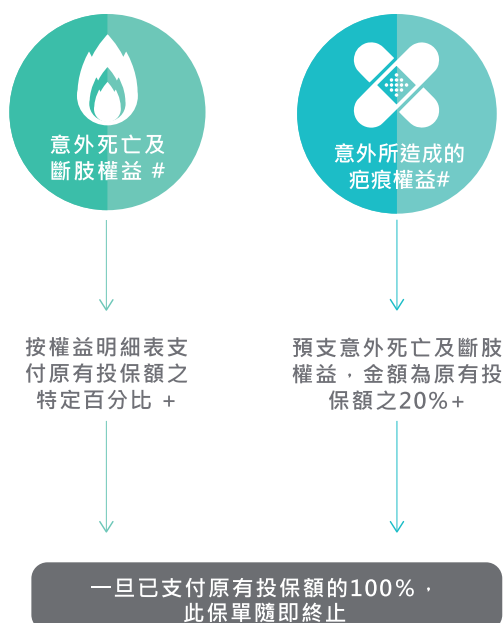 意外死亡及
斷肢權益 #
意外所造成的
疤痕權益#
按權益明細表支
付原有投保額之
特定百分比 +
預支意外死亡及斷肢
權益，金額為原有投
保額之20%+
一旦已支付原有投保額的100%，
此保單隨即終止